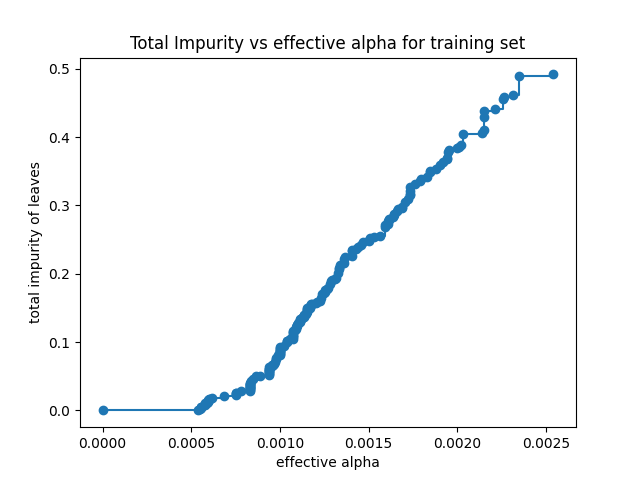 Total Impurity vs effective alpha for training set
0.5
0.4
0.3
0.2
0.1
0.0
total impurity of leaves
0.0000 0.0005 0.0010 0.0015 0.0020 0.0025
effective alpha